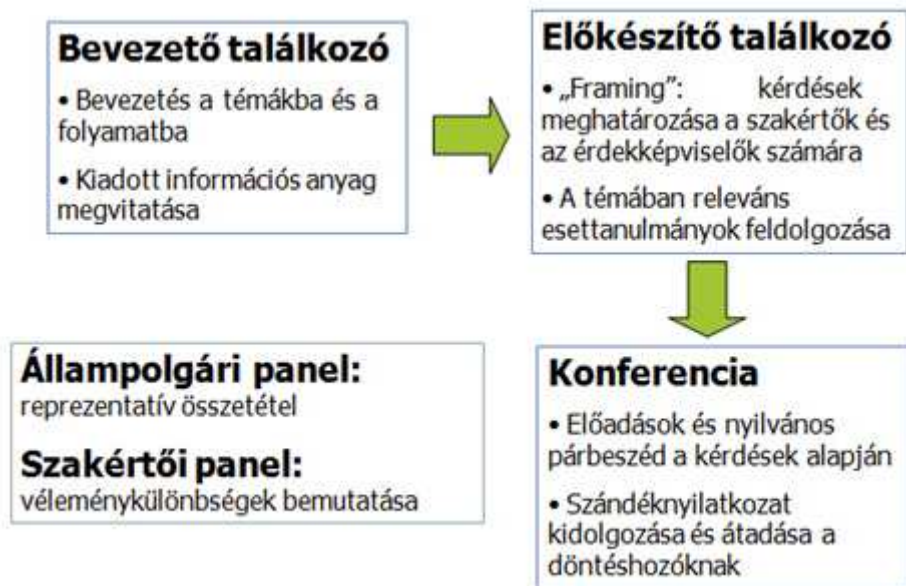 Bevezető találkozó
• Bevezetés a témákba és a
folyamatba
• Kiadott információs anyag
megvitatása
Előkészítő találkozó
• „Framing”: kérdések
meghatározása a szakértők és
az érdekképviselők számára
• A témában releváns
esettanulmányok feldolgozása
Állampolgári panel:
reprezentatív összetétel
Szakértői panel:
véleménykülönbségek bemutatása
Konferencia
• Előadások és nyilvános
párbeszéd a kérdések alapján
• Szándéknyilatkozat
kidolgozása és átadása a
döntéshozóknak